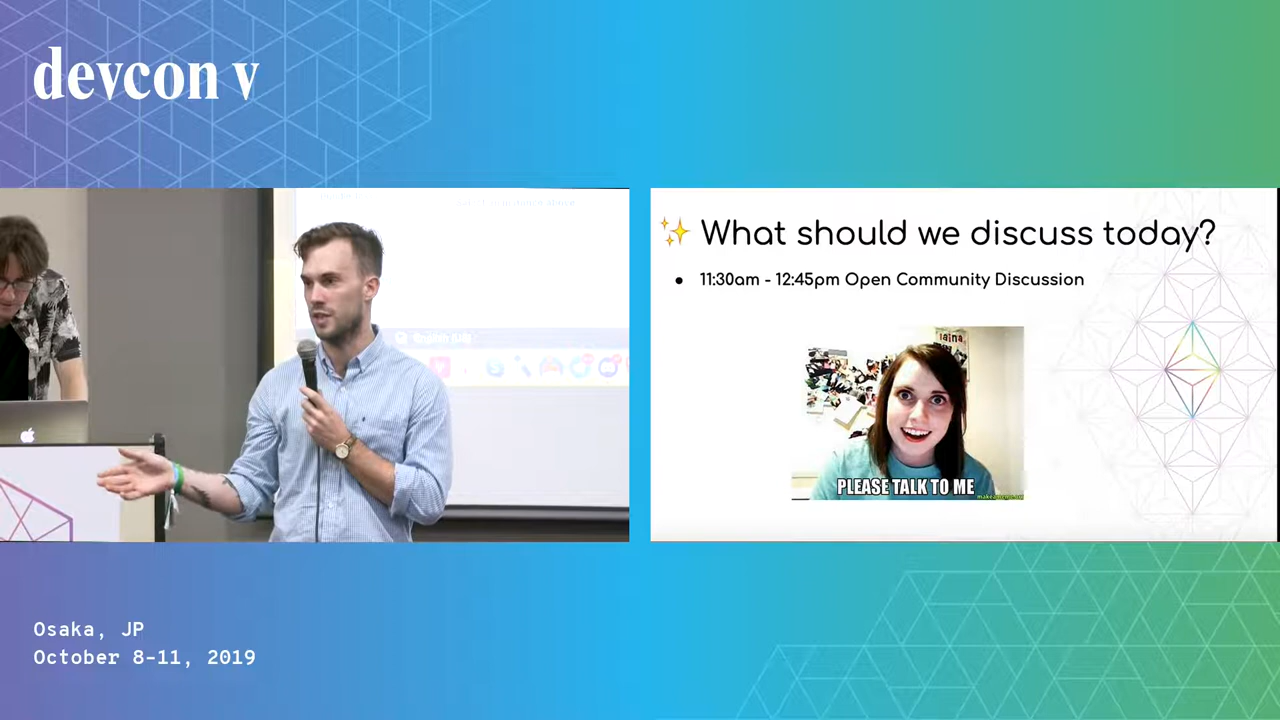 devcon v
✨ What should we discuss today?
● 11:30am - 12:45pm Open Community Discussion
PLEASE TALK TO ME
Osaka, JP
October 8-11, 2019